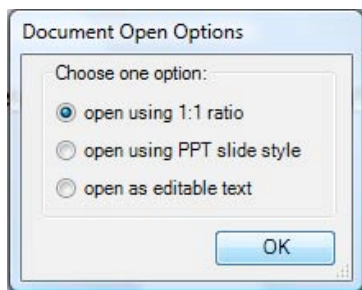 Document Open Options
Choose one option:
open using 1:1 ratio
open using PPT slide style
open as editable text
OK